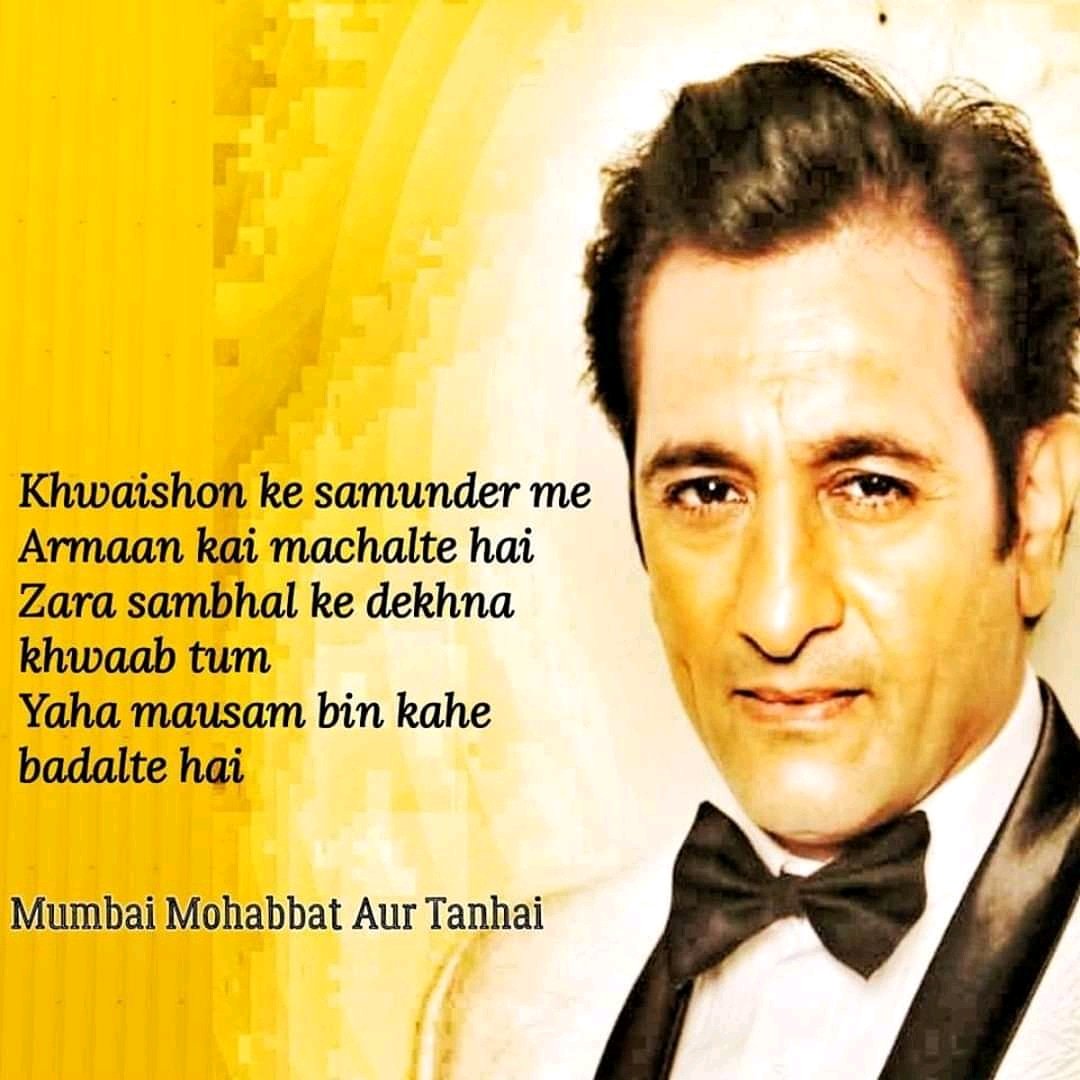 Khwaishon ke samunder me
Armaan kai machalte hai
Zara sambhal ke dekhna
khwaab tum
Yaha mausam bin kahe
badalte hai
Mumbai Mohabbat Aur Tanhai